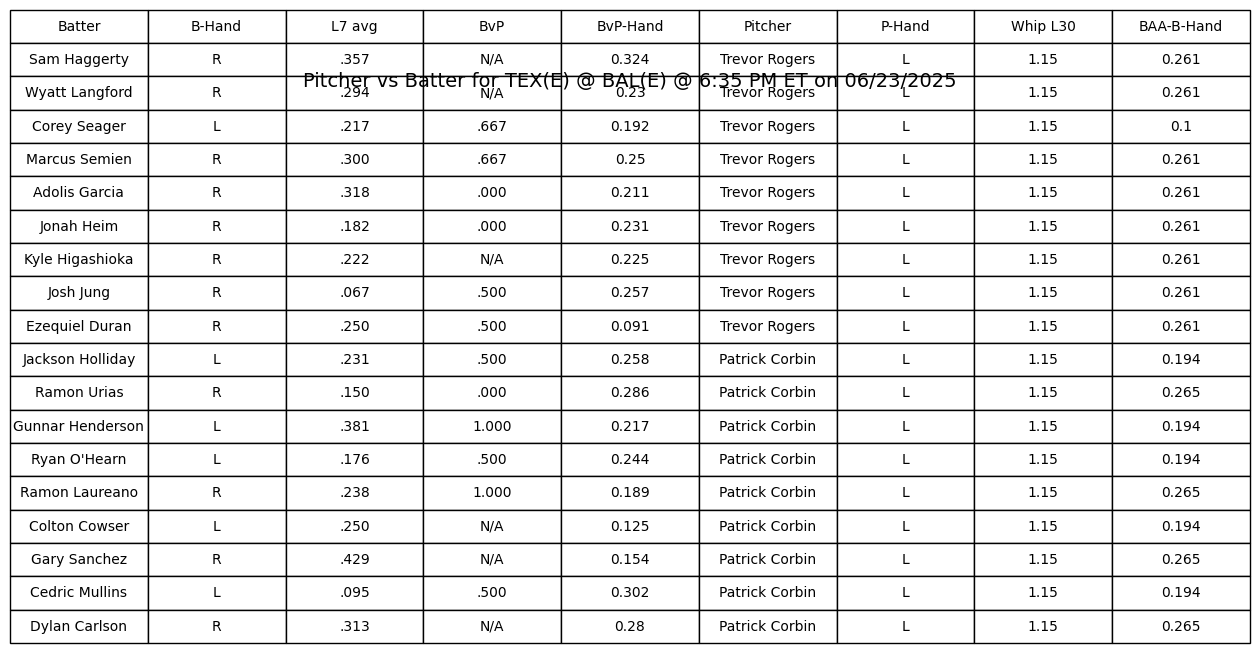 Batter B-Hand L7 avg BvP BvP-Hand Pitcher P-Hand Whip L30 BAA-B-Hand
Sam Haggerty R .357 N/A 0.324 Trevor Rogers L 1.15 0.261
Pitcher vs Batter for TEX(E) @ BAL(E) @ 6:35 PM ET on 06/23/2025
Wyatt Langford R .294 N/A 0.23 Trevor Rogers L 1.15 0.261
Corey Seager L .217 .667 0.192 Trevor Rogers L 1.15 0.1
Marcus Semien R .300 .667 0.25 Trevor Rogers L 1.15 0.261
Adolis Garcia R .318 .000 0.211 Trevor Rogers L 1.15 0.261
Jonah Heim R .182 .000 0.231 Trevor Rogers L 1.15 0.261
Kyle Higashioka R .222 N/A 0.225 Trevor Rogers L 1.15 0.261
Josh Jung R .067 .500 0.257 Trevor Rogers L 1.15 0.261
Ezequiel Duran R .250 .500 0.091 Trevor Rogers L 1.15 0.261
Jackson Holliday L .231 .500 0.258 Patrick Corbin L 1.15 0.194
Ramon Urias R .150 .000 0.286 Patrick Corbin L 1.15 0.265
Gunnar Henderson L .381 1.000 0.217 Patrick Corbin L 1.15 0.194
Ryan O'Hearn L .176 .500 0.244 Patrick Corbin L 1.15 0.194
Ramon Laureano R .238 1.000 0.189 Patrick Corbin L 1.15 0.265
Colton Cowser L .250 N/A 0.125 Patrick Corbin L 1.15 0.194
Gary Sanchez R .429 N/A 0.154 Patrick Corbin L 1.15 0.265
Cedric Mullins L .095 .500 0.302 Patrick Corbin L 1.15 0.194
Dylan Carlson R .313 N/A 0.28 Patrick Corbin L 1.15 0.265